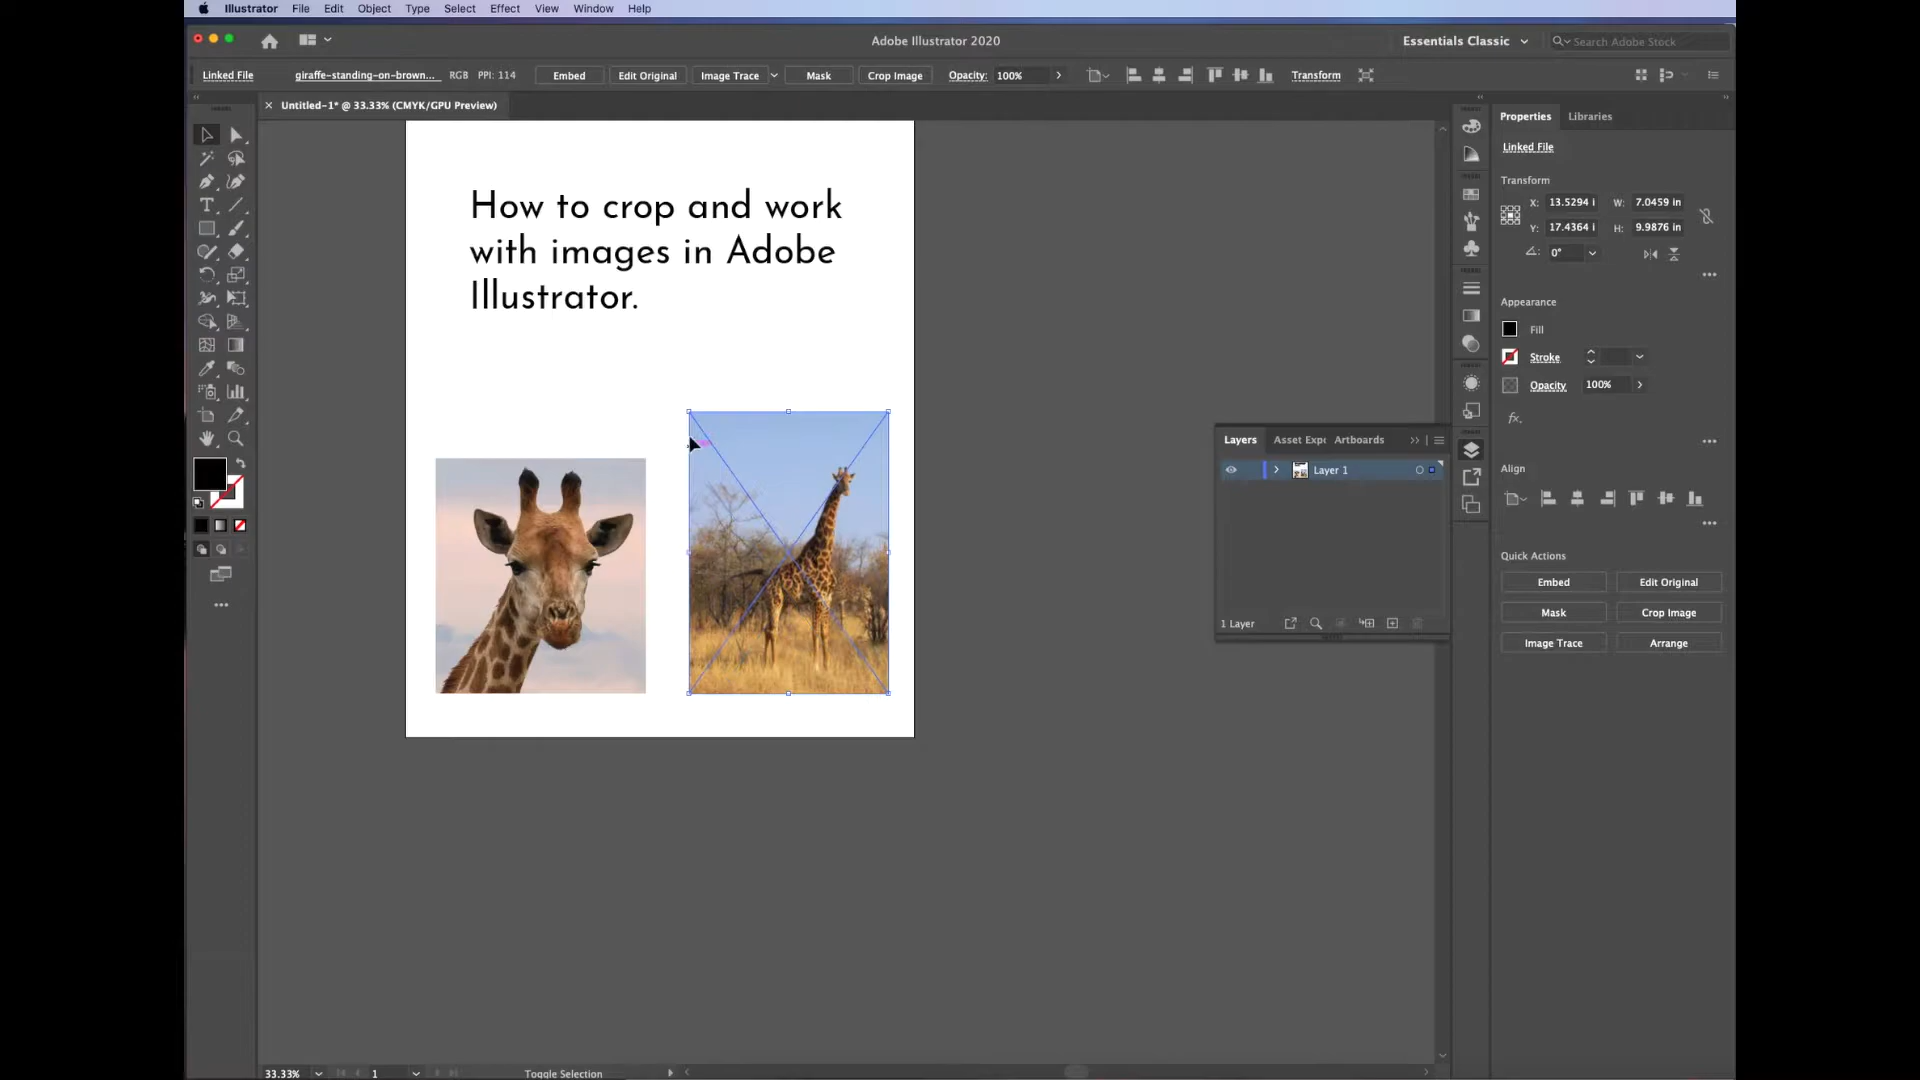 Illustrator File Edit Object Type Select Effect View Window Help
Adobe Illustrator 2020
Essentials Classic
Search Adobe Stock
Linked File giraffe-standing-on-brown... RGB PPI: 114 Embed Edit Original Image Trace Mask Crop Image Opacity: 100% Transform
Untitled-1* @ 33.33% (CMYK/GPU Preview)
How to crop and work
with images in Adobe
Illustrator.
Layers Asset Expo Artboards
Layer 1
1 Layer
Properties Libraries
Linked File
Transform
X: 13.5294 i W: 7.0459 in
Y: 17.4364 i H: 9.9876 in
0°
Appearance
Fill
Stroke
Opacity 100%
fx.
Align
Quick Actions
Embed Edit Original
Mask Crop Image
Image Trace Arrange
33.33% 1 Toggle Selection